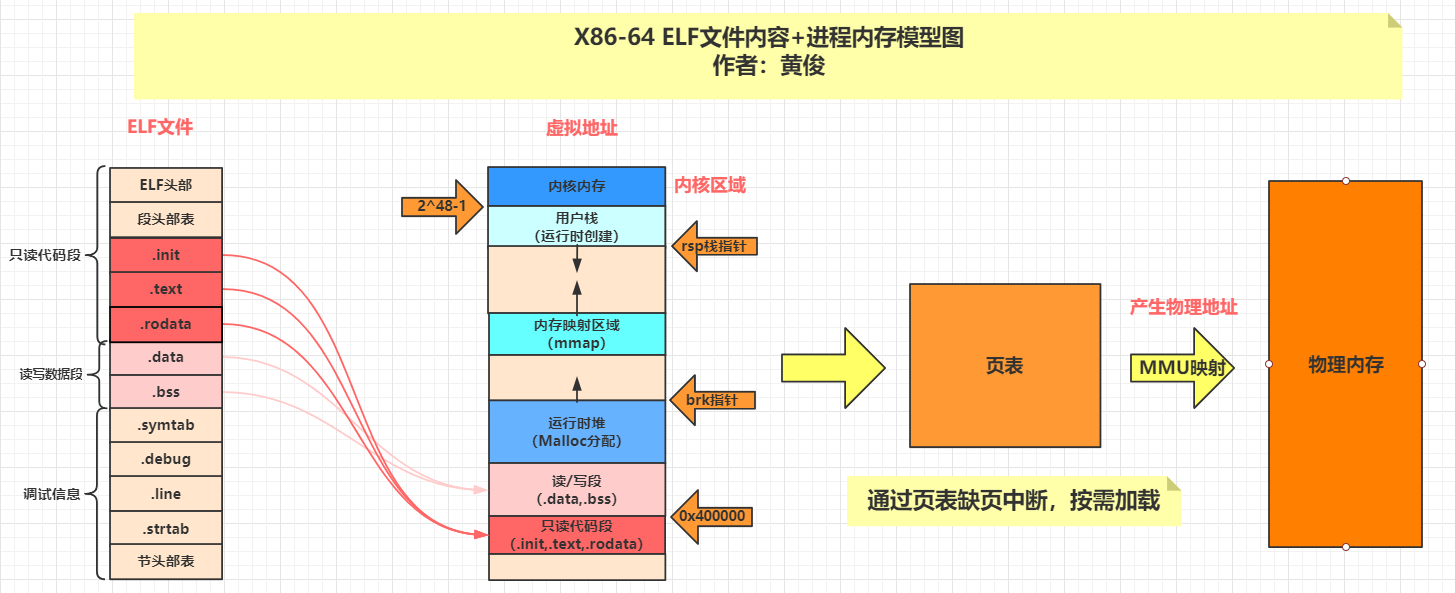 X86-64 ELF文件内容+进程内存模型图
作者：黄俊
ELF文件
虚拟地址
只读代码段
读写数据段
调试信息
ELF头部
段头部表
.init
.text
.rodata
.data
.bss
.symtab
.debug
.line
.strtab
节头部表
2^48-1
内核内存
内核区域
用户栈
（运行时创建）
rsp栈指针
内存映射区域
（mmap）
brk指针
运行时堆
（Malloc分配）
读/写段
（.data,.bss）
0x400000
只读代码段
（.init,.text,.rodata）
页表
通过页表缺页中断，按需加载
产生物理地址
MMU映射
物理内存